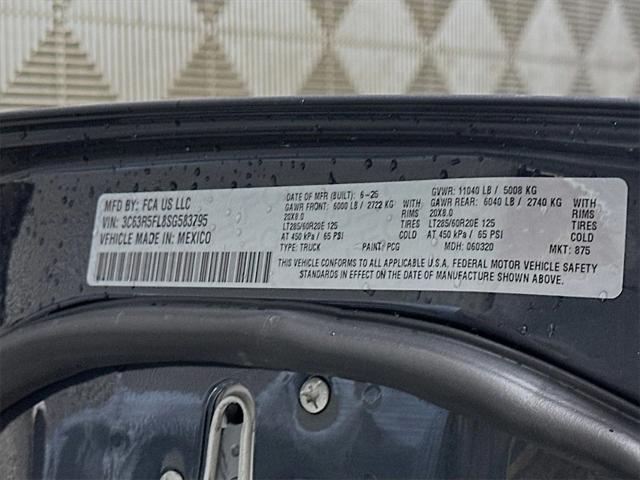 MFD BY: FCA US LLC
VIN: 3C63R5FL8SG583795
VEHICLE MADE IN: MEXICO
DATE OF MFR (BUILT): 6-25 GVWR: 11040 LB / 5008 KG
GAWR FRONT: 6000 LB / 2722 KG WITH GAWR REAR: 6040 LB / 2740 KG WITH
20X8.0 RIMS 20X8.0 RIMS
LT285/60R20E 125 TIRES LT285/60R20E 125 TIRES
AT 450 kPa / 65 PSI COLD AT 450 kPa / 65 PSI COLD
TYPE: TRUCK PAINT: PCG MDH: 060320 MKT: 875
THIS VEHICLE CONFORMS TO ALL APPLICABLE U.S.A. FEDERAL MOTOR VEHICLE SAFETY
STANDARDS IN EFFECT ON THE DATE OF MANUFACTURE SHOWN ABOVE.